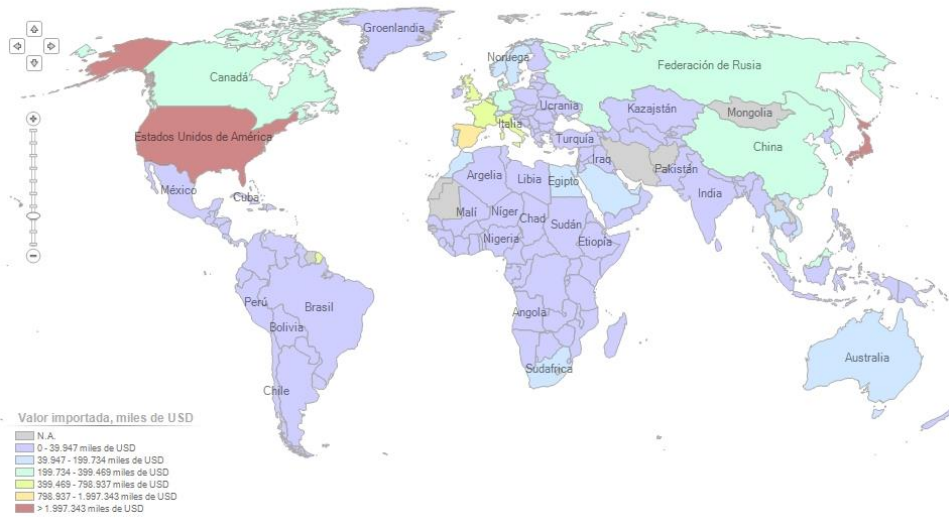 Groenlandia
Noruega
Canadá
Federación de Rusia
Ucrania
Kazajstán
Mongolia
Estados Unidos de América
Italia
Turquía
China
Iraq
Pakistán
México
Cuba
Argelia
Libia
Egipto
India
Malí
Níger
Chad
Sudán
Nigeria
Etiopía
Perú
Brasil
Angola
Bolivia
Australia
Sudáfrica
Chile
Valor importada, miles de USD
N.A.
0 - 39.947 miles de USD
39.947 - 199.734 miles de USD
199.734 - 399.469 miles de USD
399.469 - 798.937 miles de USD
798.937 - 1.997.343 miles de USD
> 1.997.343 miles de USD